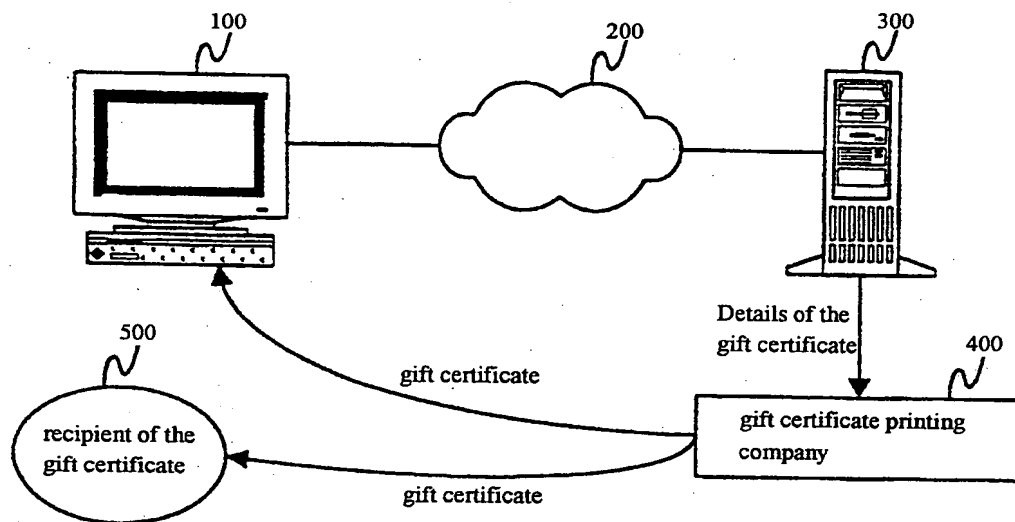 100
200
300
Details of the
gift certificate
500
400
gift certificate
gift certificate printing
company
recipient of the
gift certificate
gift certificate